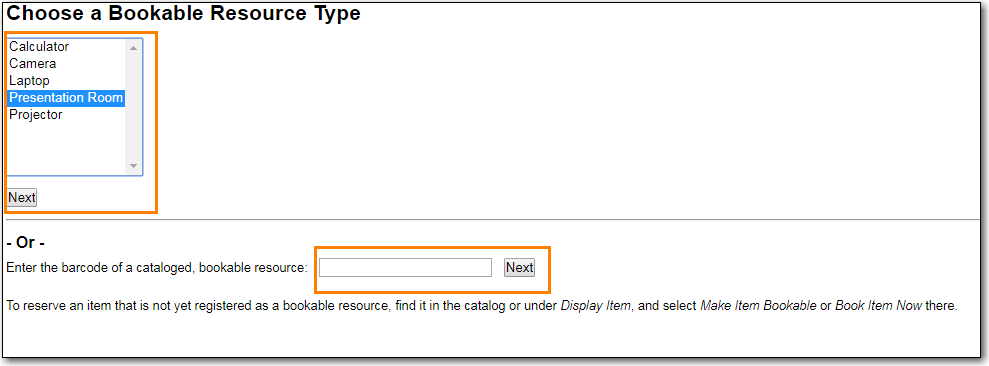 Choose a Bookable Resource Type
Calculator
Camera
Laptop
Presentation Room
Projector
Next
- Or -
Enter the barcode of a cataloged, bookable resource: Next
To reserve an item that is not yet registered as a bookable resource, find it in the catalog or under Display Item, and select Make Item Bookable or Book Item Now there.